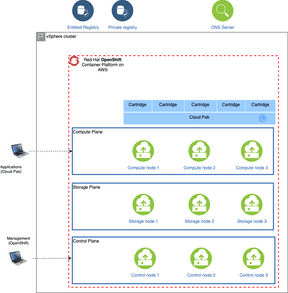 Entitled Registry
Private registry
DNS Server
vSphere cluster
Red Hat OpenShift
Container Platform on
AWS
Cartridge
Cartridge
Cartridge
Cartridge
Cartridge
Cloud Pak
Compute Plane
Compute node 1
Compute node 2
Compute node 3
Applications
(Cloud Pak)
Storage Plane
Storage node 1
Storage node 2
Storage node 3
Management
(OpenShift)
Control Plane
Control node 1
Control node 2
Control node 3